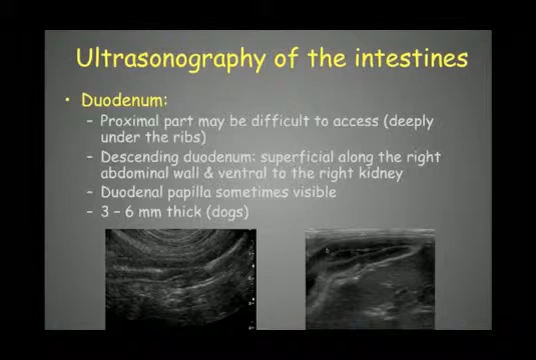 Ultrasonography of the intestines
• Duodenum:
– Proximal part may be difficult to access (deeply
under the ribs)
– Descending duodenum: superficial along the right
abdominal wall & ventral to the right kidney
– Duodenal papilla sometimes visible
– 3 – 6 mm thick (dogs)